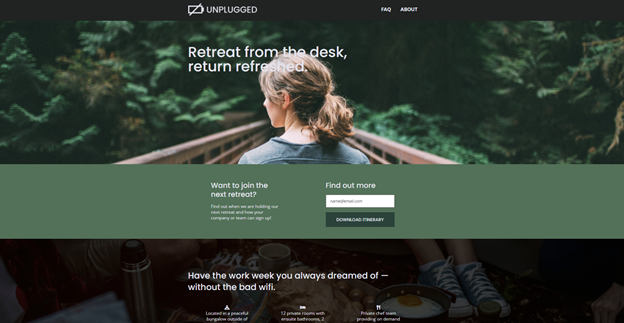 UNPLUGGED
FAQ ABOUT
Retreat from the desk,
return refreshed.
Want to join the
next retreat?
Find out when we are holding our
next retreat and how your
company or team can sign up!
Find out more
name@email.com
DOWNLOAD ITINERARY
Have the work week you always dreamed of —
without the bad wifi.
Located in a peaceful
bungalow outside of
12 private rooms with
ensuite bathrooms, 2
Private chef team
providing on demand